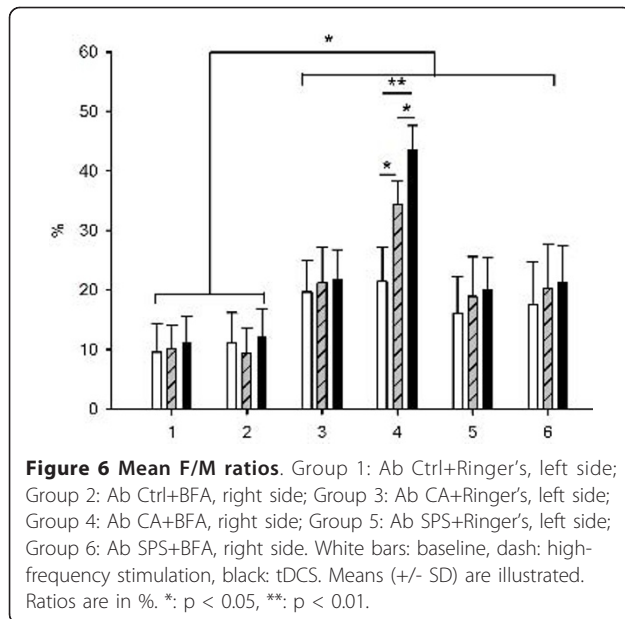 60
*
50
**
*
40
*
%
30
20
10
0
1 2 3 4 5 6
Figure 6 Mean F/M ratios. Group 1: Ab Ctrl+Ringer's, left side;
Group 2: Ab Ctrl+BFA, right side; Group 3: Ab CA+Ringer's, left side;
Group 4: Ab CA+BFA, right side; Group 5: Ab SPS+Ringer's, left side;
Group 6: Ab SPS+BFA, right side. White bars: baseline, dash: high-
frequency stimulation, black: tDCS. Means (+/- SD) are illustrated.
Ratios are in %. *: p < 0.05, **: p < 0.01.